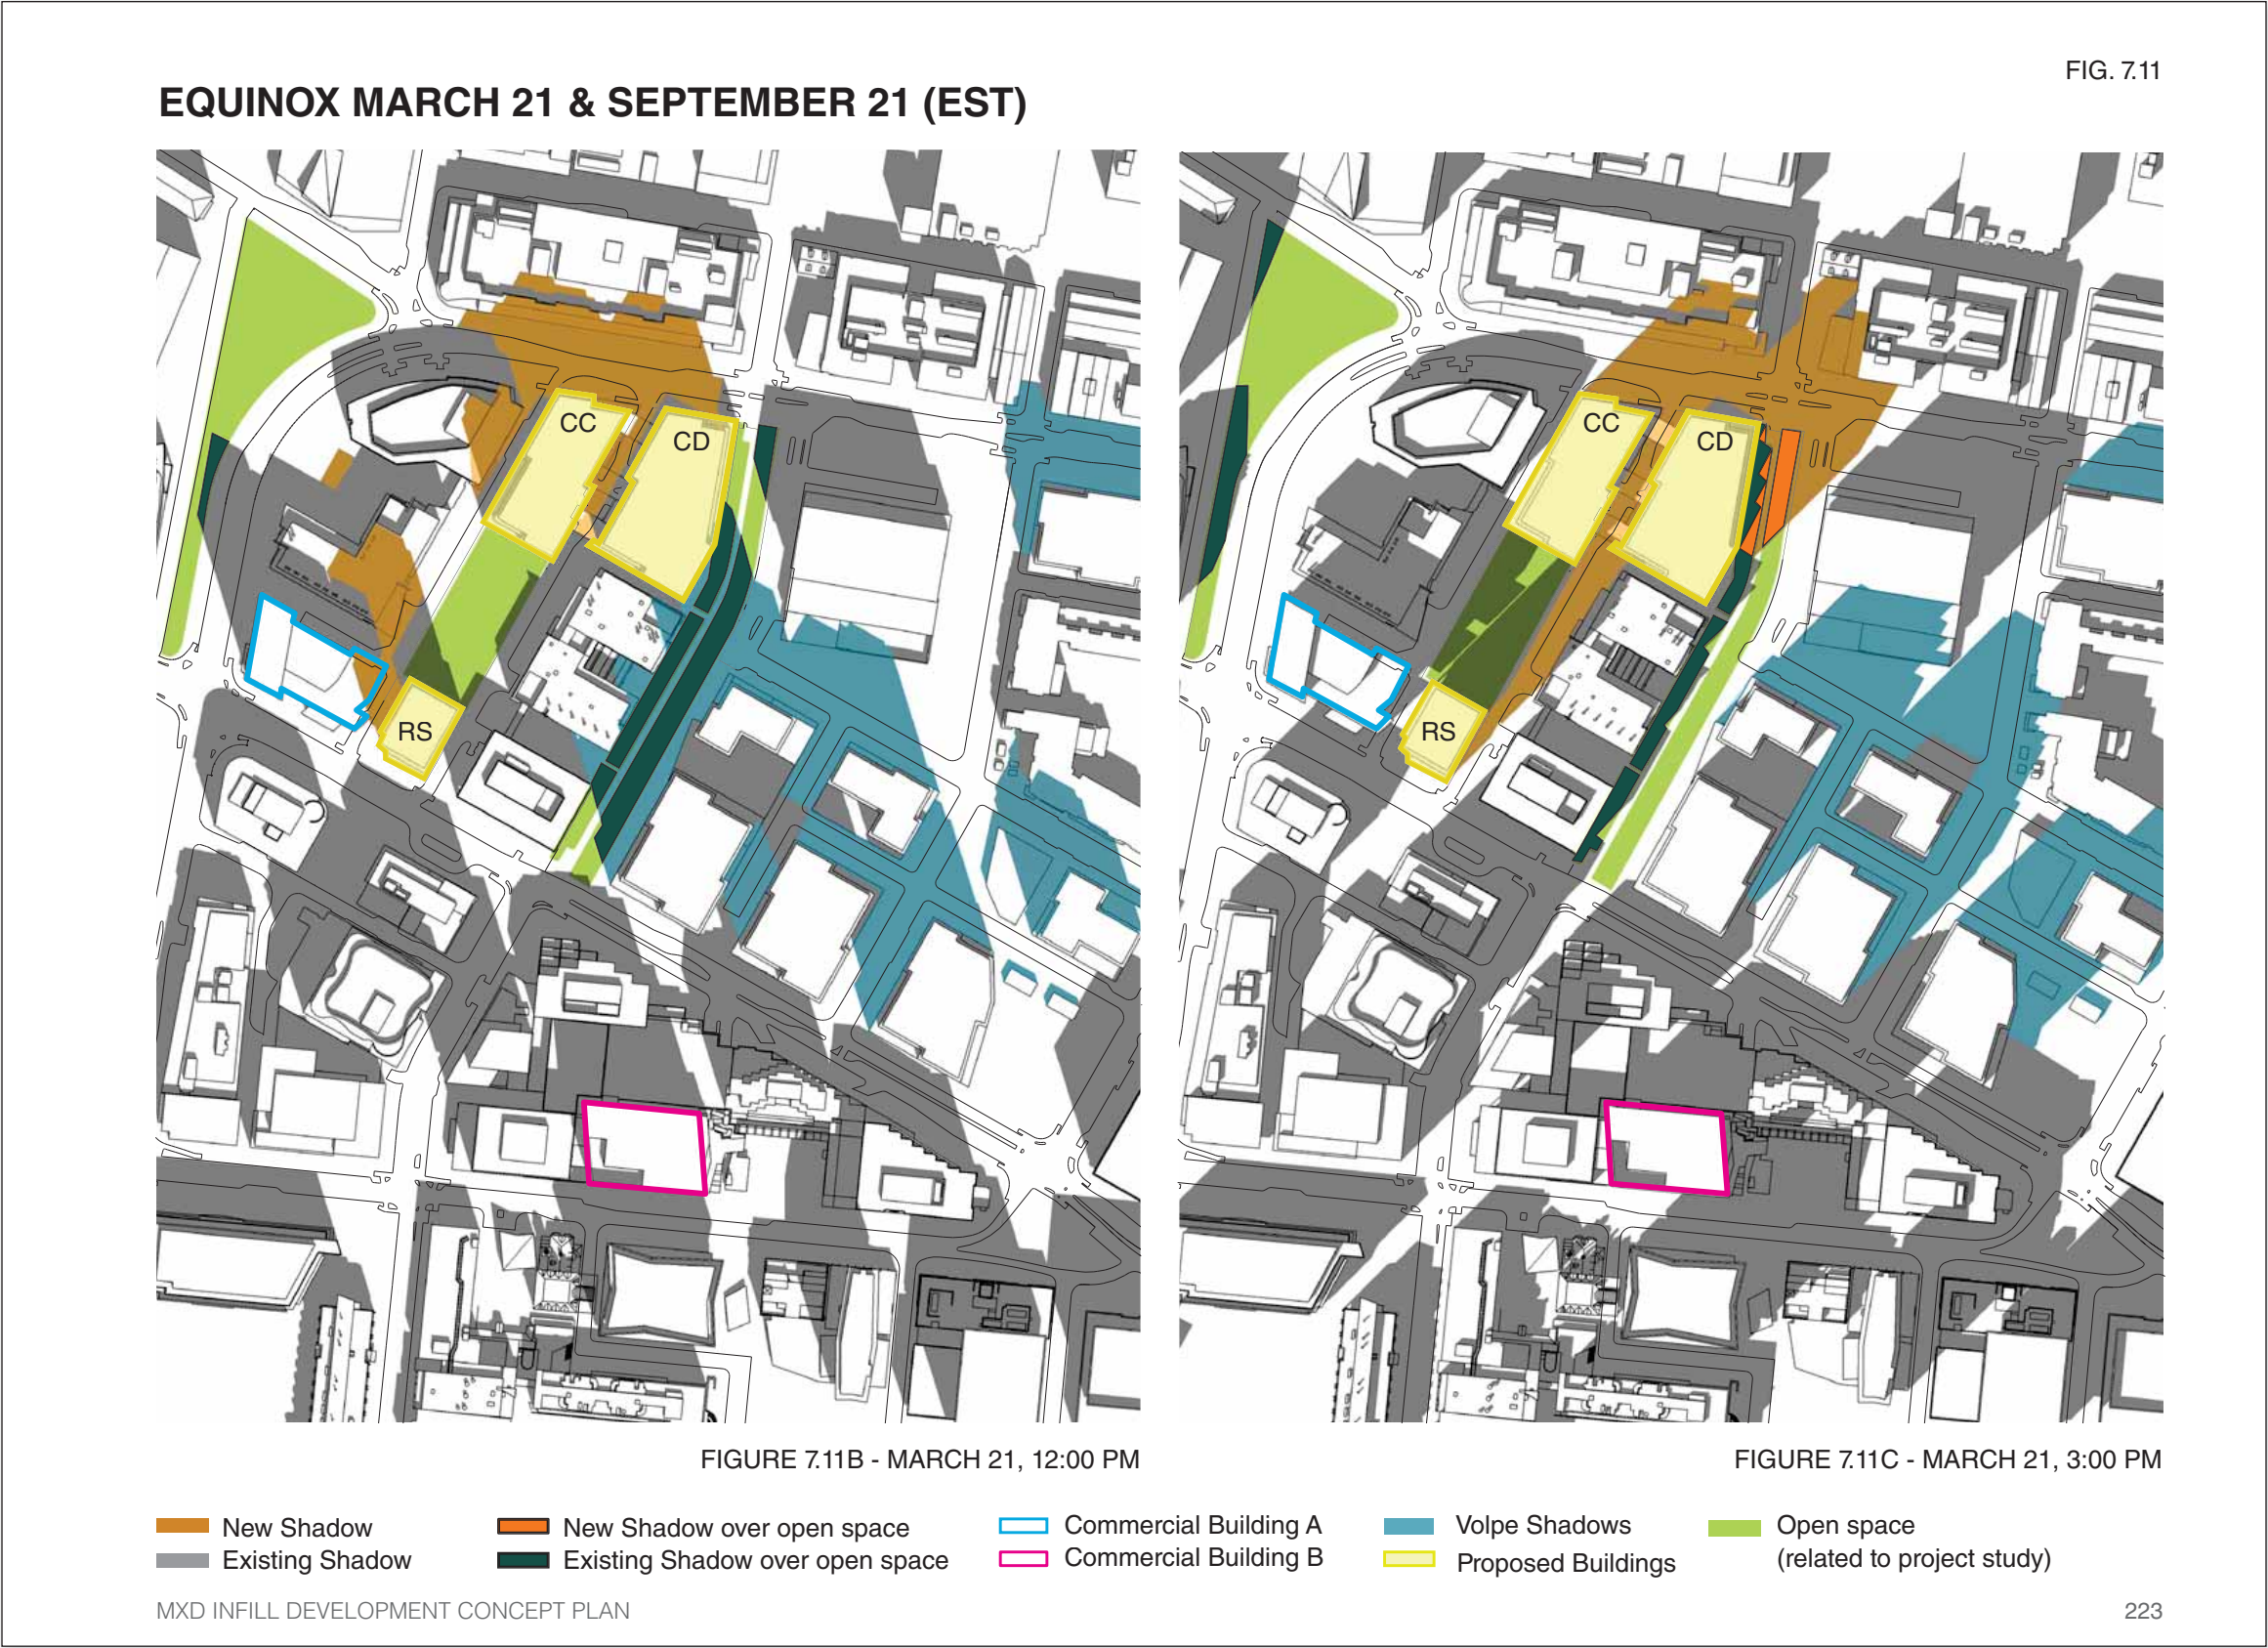 FIG. 7.11
EQUINOX MARCH 21 & SEPTEMBER 21 (EST)
CC
CD
RS
CC
CD
RS
FIGURE 7.11B - MARCH 21, 12:00 PM
FIGURE 7.11C - MARCH 21, 3:00 PM
New Shadow
Existing Shadow
New Shadow over open space
Existing Shadow over open space
Commercial Building A
Commercial Building B
Volpe Shadows
Proposed Buildings
Open space
(related to project study)
MXD INFILL DEVELOPMENT CONCEPT PLAN
223